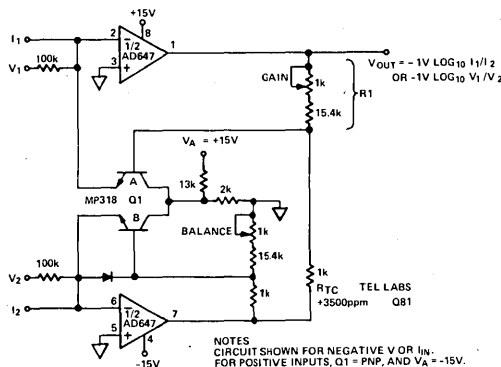 +15V
I1
2
8
1/2
AD647
1
V1
100k
3
VOUT = -1V LOG10 I1/I2
OR -1V LOG10 V1/V2
GAIN
1k
R1
15.4k
VA = +15V
A
13k
MP318 Q1
2k
B
BALANCE
1k
15.4k
V2
100k
1k
1k
RTC
+3500ppm
TEL LABS
Q81
I2
6
1/2
AD647
7
5
4
-15V
NOTES
CIRCUIT SHOWN FOR NEGATIVE V OR IIN.
FOR POSITIVE INPUTS, Q1 = PNP, AND VA = -15V.